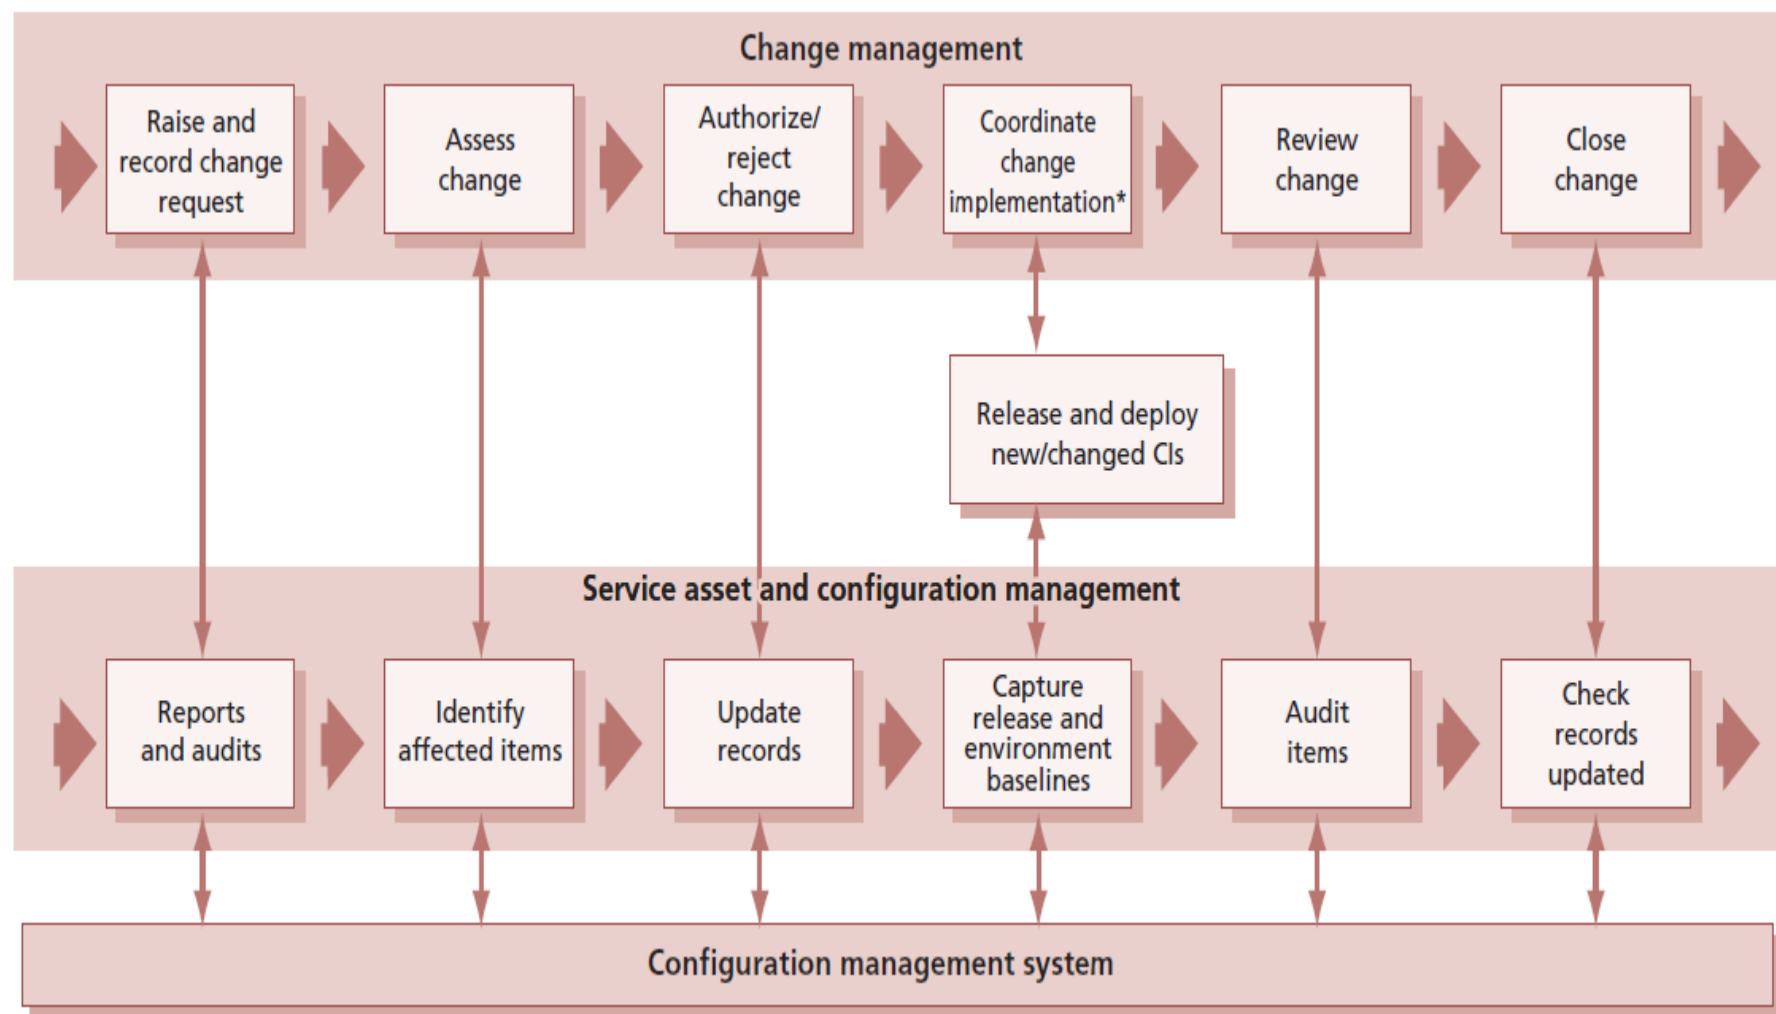 Change management
Raise and
record change
request
Assess
change
Authorize/
reject
change
Coordinate
change
implementation*
Review
change
Close
change
Release and deploy
new/changed CIs
Service asset and configuration management
Reports
and audits
Identify
affected items
Update
records
Capture
release and
environment
baselines
Audit
items
Check
records
updated
Configuration management system